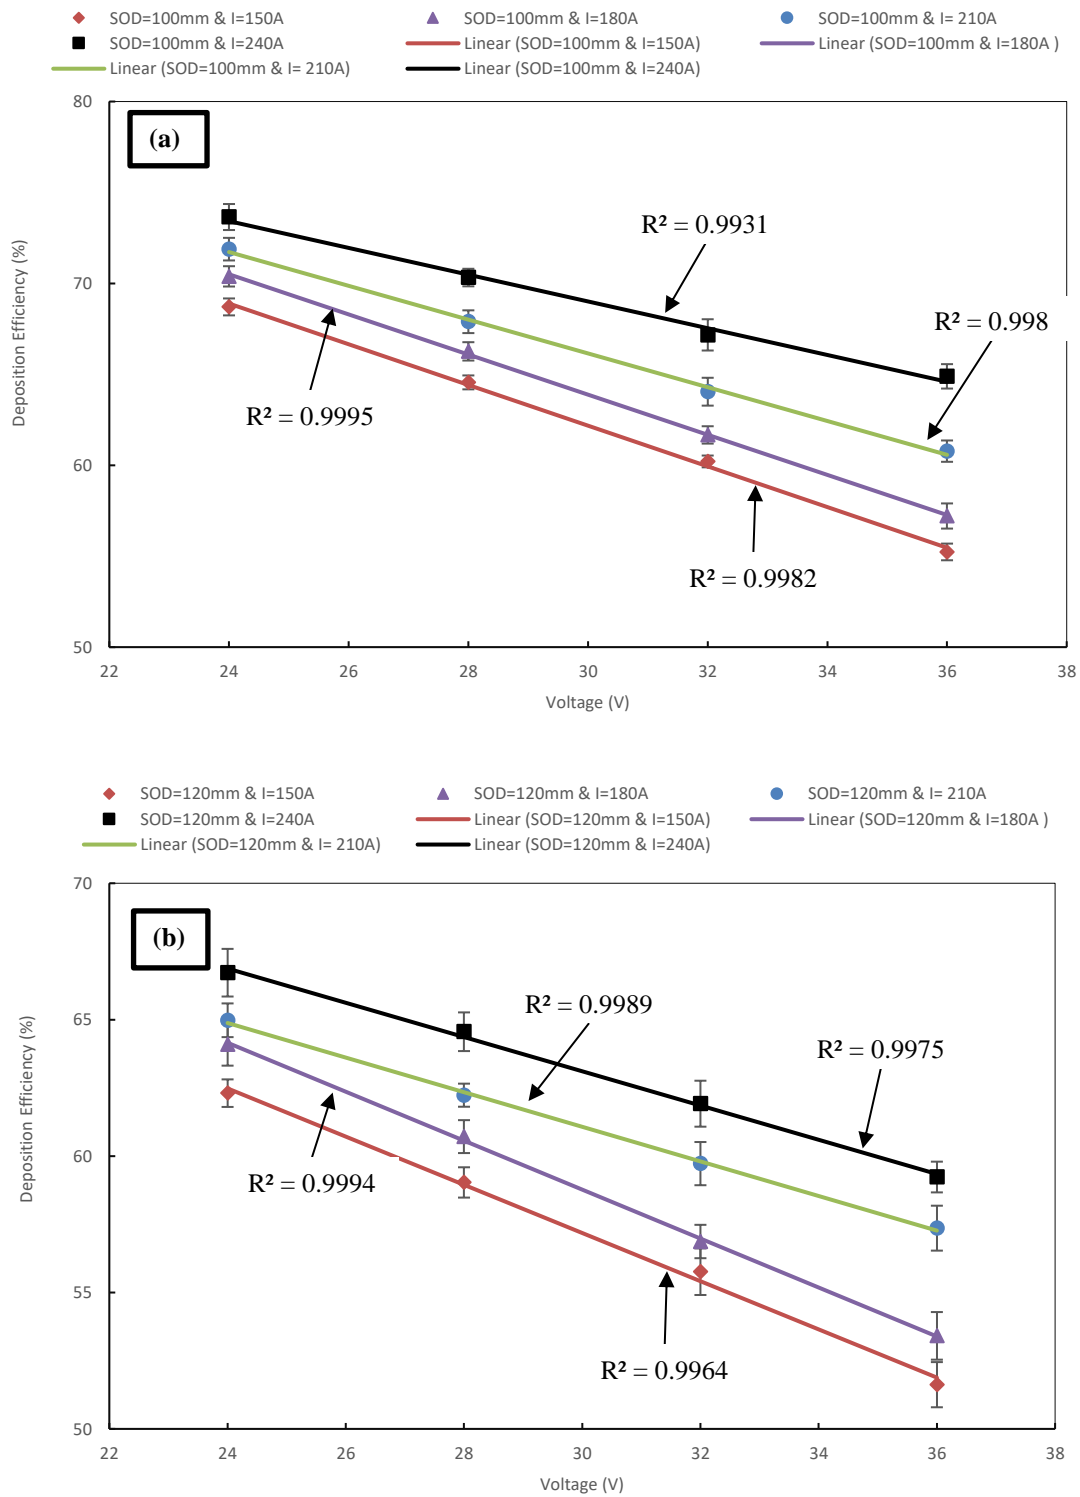 SOD=100mm & I=150A SOD=100mm & I=180A SOD=100mm & I= 210A
SOD=100mm & I=240A Linear (SOD=100mm & I=150A) Linear (SOD=100mm & I=180A )
Linear (SOD=100mm & I= 210A) Linear (SOD=100mm & I=240A)
80
(a)
R² = 0.9931
Deposition Efficiency (%)
70
R² = 0.998
R² = 0.9995
60
R² = 0.9982
50
22 24 26 28 30 32 34 36 38
Voltage (V)
SOD=120mm & I=150A SOD=120mm & I=180A SOD=120mm & I= 210A
SOD=120mm & I=240A Linear (SOD=120mm & I=150A) Linear (SOD=120mm & I=180A )
Linear (SOD=120mm & I= 210A) Linear (SOD=120mm & I=240A)
70
(b)
R² = 0.9989
65
R² = 0.9975
Deposition Efficiency (%)
60
R² = 0.9994
55
R² = 0.9964
50
22 24 26 28 30 32 34 36 38
Voltage (V)